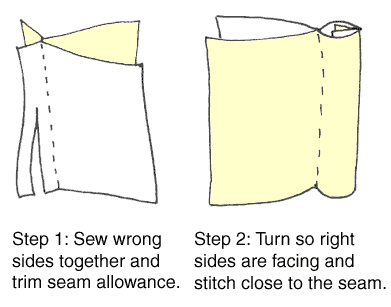 Step 1: Sew wrong
sides together and
trim seam allowance.
Step 2: Turn so right
sides are facing and
stitch close to the seam.